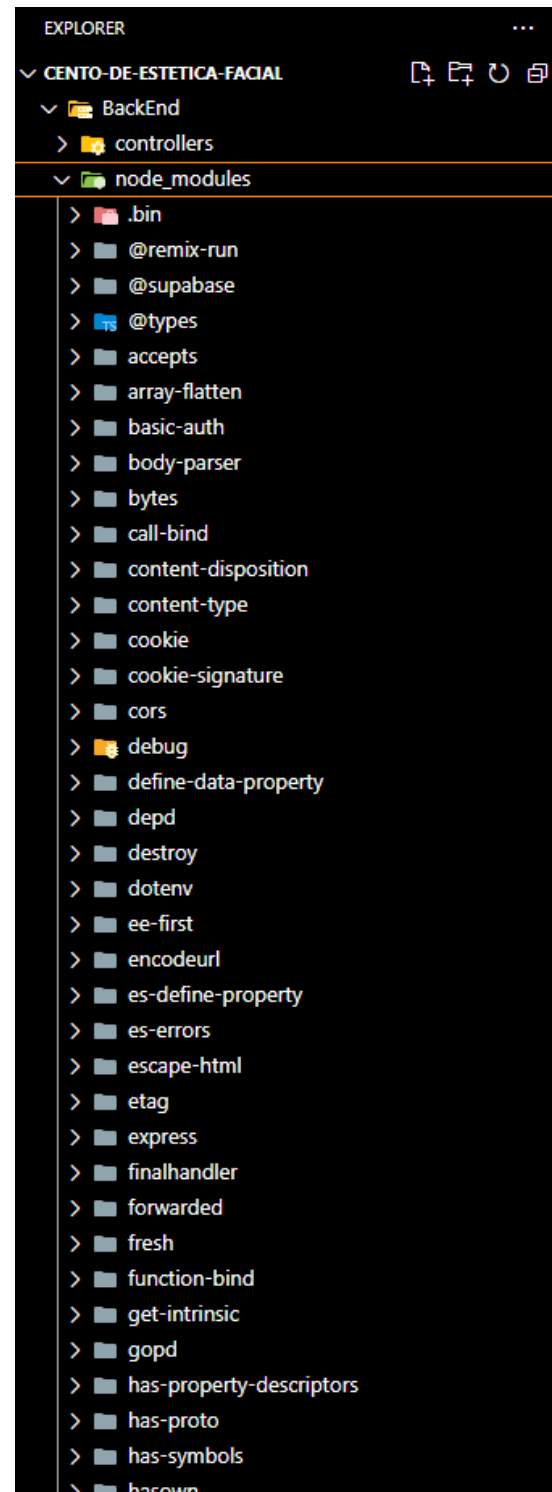 EXPLORER
CENTO-DE-ESTETICA-FACIAL
BackEnd
controllers
node_modules
.bin
@remix-run
@supabase
TS @types
accepts
array-flatten
basic-auth
body-parser
bytes
call-bind
content-disposition
content-type
cookie
cookie-signature
cors
debug
define-data-property
depd
destroy
dotenv
ee-first
encodeurl
es-define-property
es-errors
escape-html
etag
express
finalhandler
forwarded
fresh
function-bind
get-intrinsic
gopd
has-property-descriptors
has-proto
has-symbols
hasown